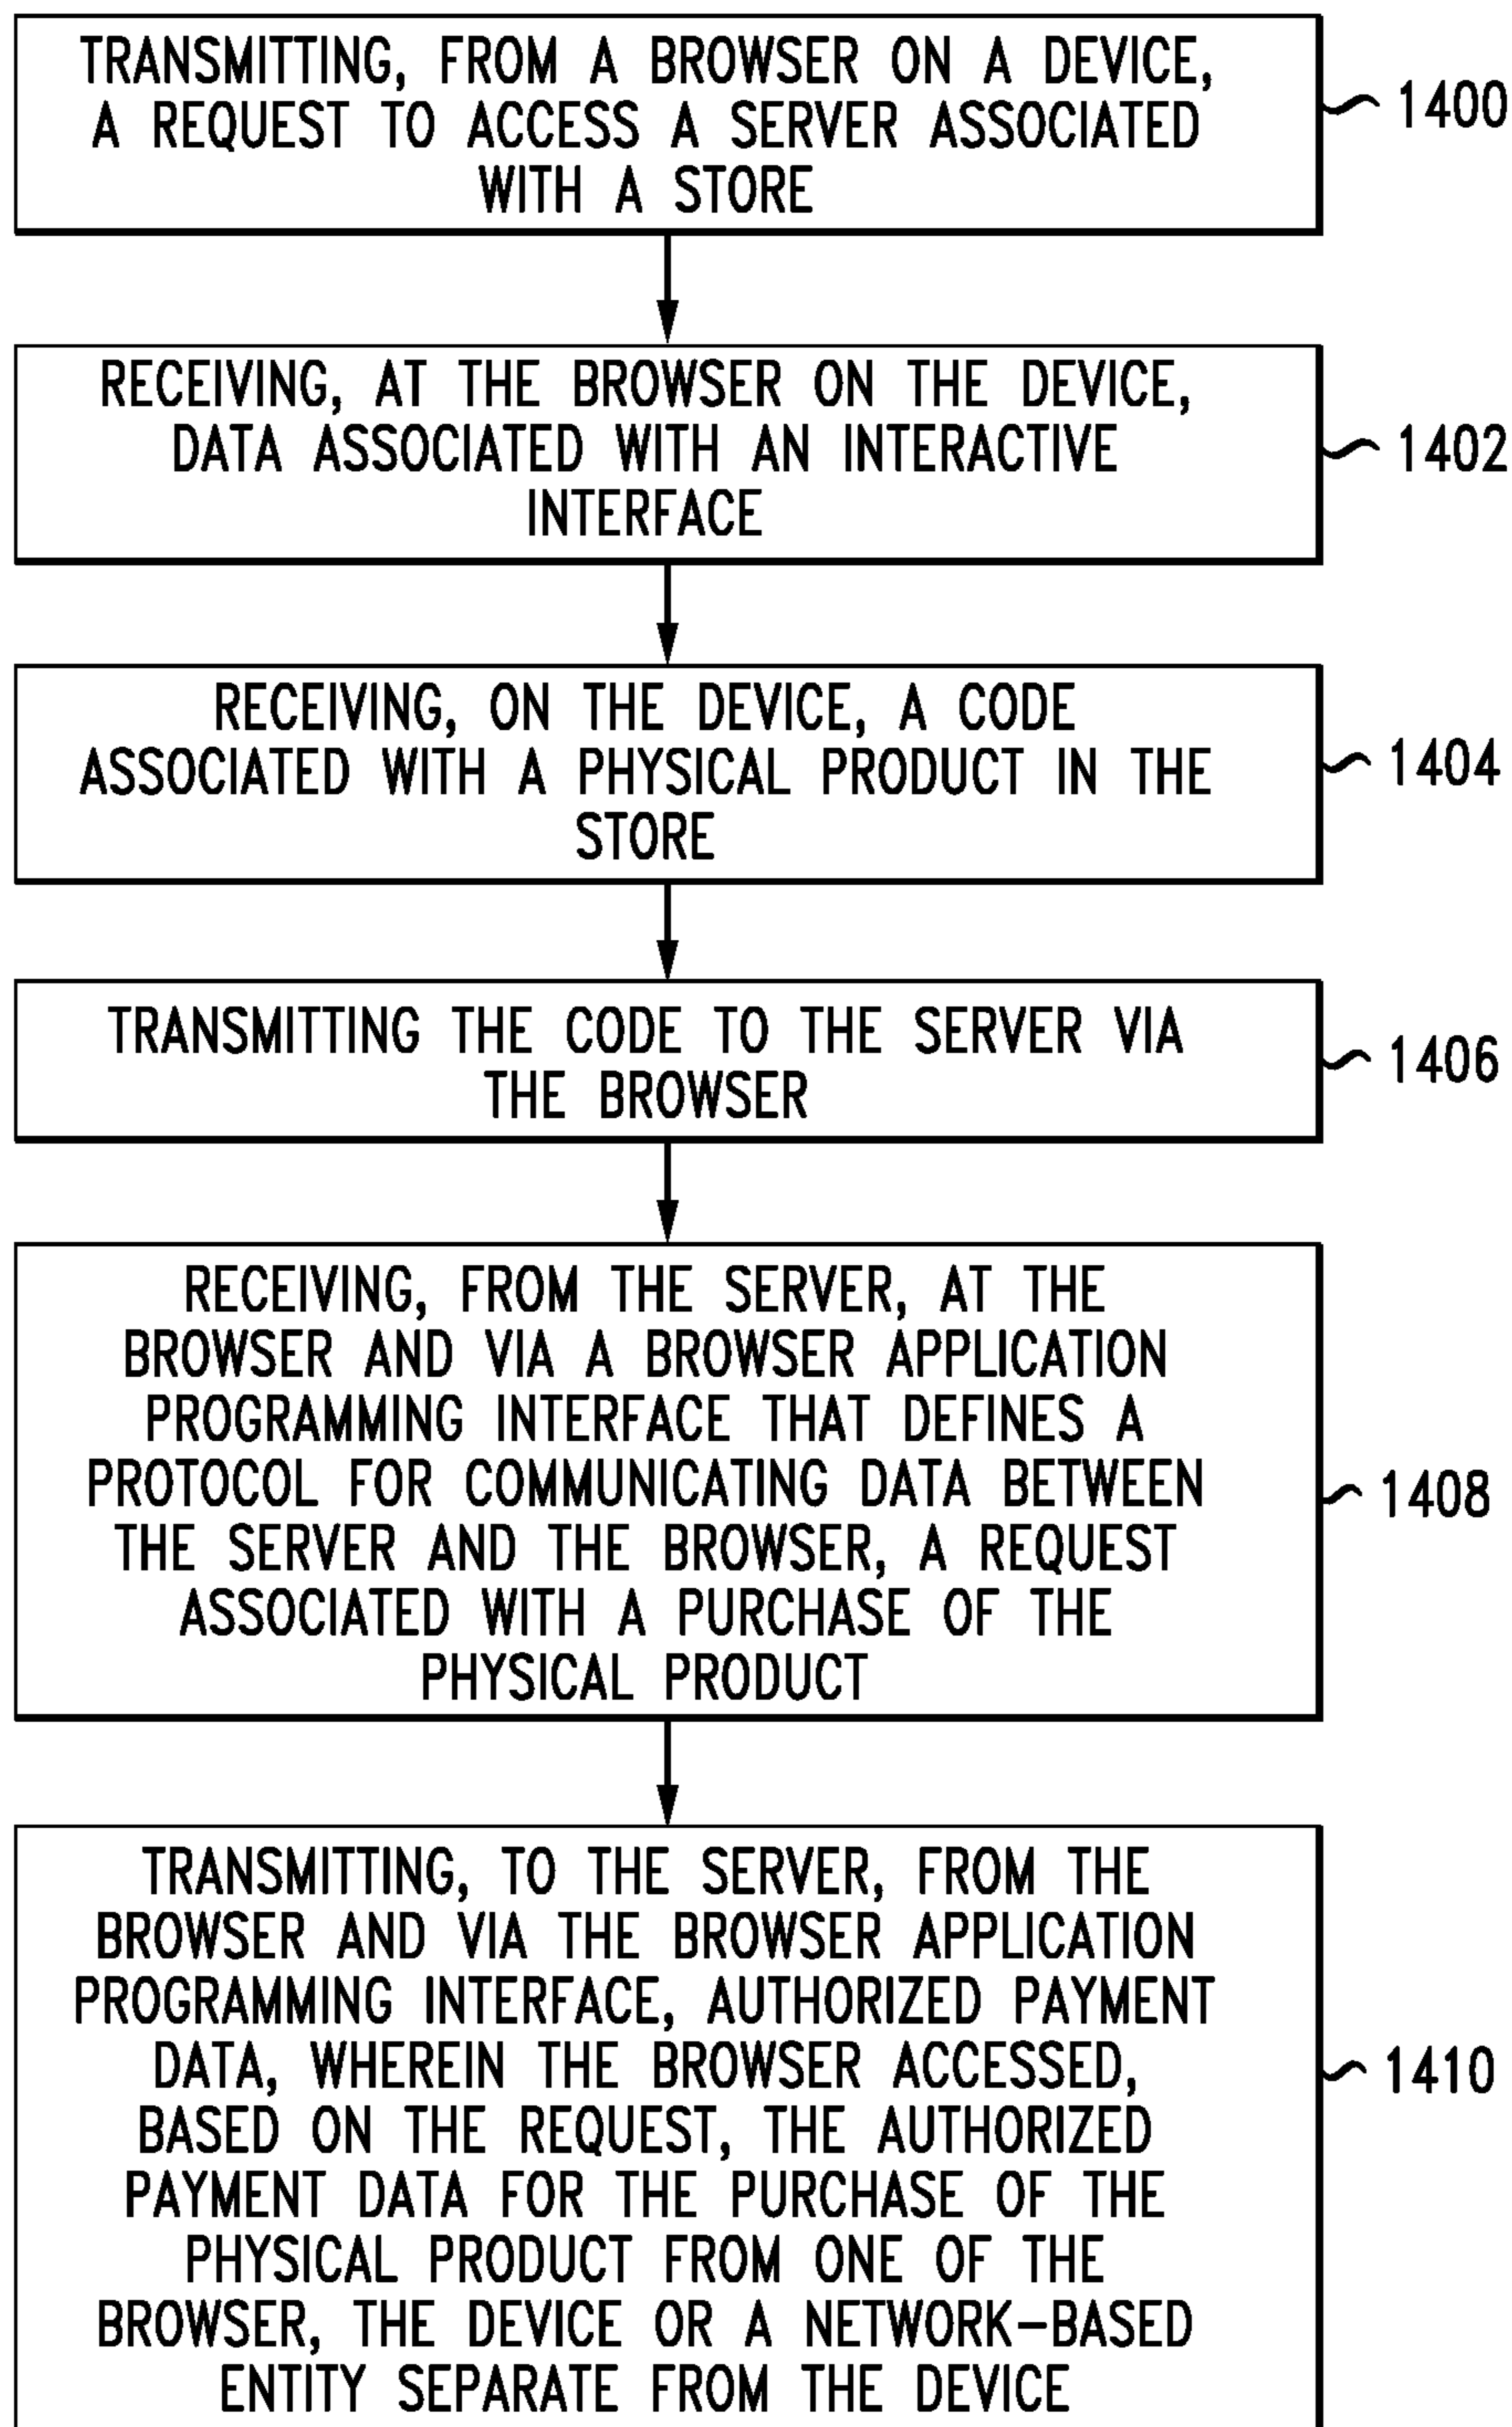 TRANSMITTING, FROM A BROWSER ON A DEVICE,
A REQUEST TO ACCESS A SERVER ASSOCIATED
WITH A STORE
1400
RECEIVING, AT THE BROWSER ON THE DEVICE,
DATA ASSOCIATED WITH AN INTERACTIVE
INTERFACE
1402
RECEIVING, ON THE DEVICE, A CODE
ASSOCIATED WITH A PHYSICAL PRODUCT IN THE
STORE
1404
TRANSMITTING THE CODE TO THE SERVER VIA
THE BROWSER
1406
RECEIVING, FROM THE SERVER, AT THE
BROWSER AND VIA A BROWSER APPLICATION
PROGRAMMING INTERFACE THAT DEFINES A
PROTOCOL FOR COMMUNICATING DATA BETWEEN
THE SERVER AND THE BROWSER, A REQUEST
ASSOCIATED WITH A PURCHASE OF THE
PHYSICAL PRODUCT
1408
TRANSMITTING, TO THE SERVER, FROM THE
BROWSER AND VIA THE BROWSER APPLICATION
PROGRAMMING INTERFACE, AUTHORIZED PAYMENT
DATA, WHEREIN THE BROWSER ACCESSED,
BASED ON THE REQUEST, THE AUTHORIZED
PAYMENT DATA FOR THE PURCHASE OF THE
PHYSICAL PRODUCT FROM ONE OF THE
BROWSER, THE DEVICE OR A NETWORK-BASED
ENTITY SEPARATE FROM THE DEVICE
1410